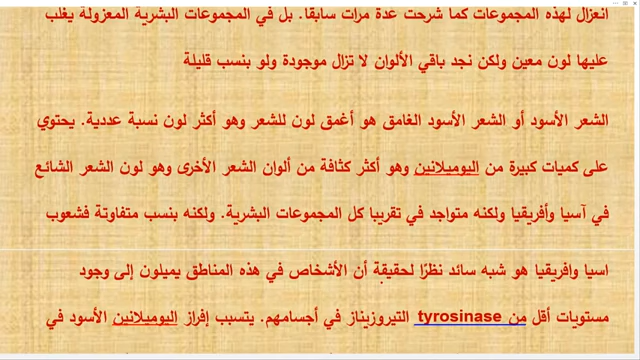 انعزال لهذه المجموعات كما شرحت عدة مرات سابقا. بل في المجموعات البشرية المعزولة يغلب
عليها لون معين ولكن نجد باقي الألوان لا تزال موجودة ولو بنسب قليلة
الشعر الأسود أو الشعر الأسود الغامق هو أغمق لون للشعر وهو أكثر لون نسبة عددية. يحتوي
على كميات كبيرة من اليوميلانين وهو أكثر كثافة من ألوان الشعر الأخرى وهو لون الشعر الشائع
في آسيا وأفريقيا ولكنه متواجد في تقريبا كل المجموعات البشرية. ولكنه بنسب متفاوتة فشعوب
اسيا وافريقيا هو شبه سائد نظرًا لحقيقة أن الأشخاص في هذه المناطق يميلون إلى وجود
مستويات أقل من tyrosinase التيروزيناز في أجسامهم. يتسبب إفراز اليوميلانين الأسود في